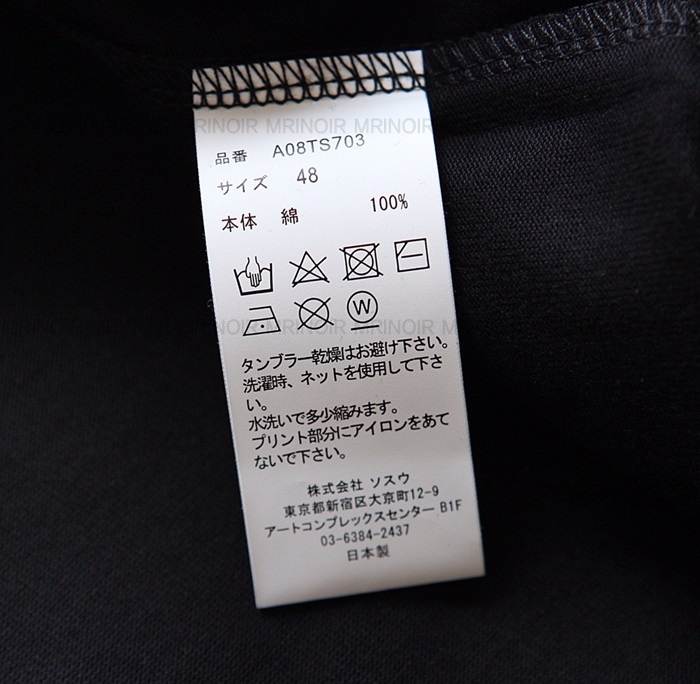 MRINOIR MRINOIR MRINOIR
品番 A08TS703
サイズ 48
本体 綿 100%
W
MRINOIR MRINOIR MRINOIR
タンブラー乾燥はお避け下さい。
洗濯時、ネットを使用して下さ
い。
水洗いで多少縮みます。
プリント部分にアイロンをあて
ないで下さい。
株式会社 ソスウ
東京都新宿区大京町12-9
アートコンプレックスセンター B1F
03-6384-2437
日本製